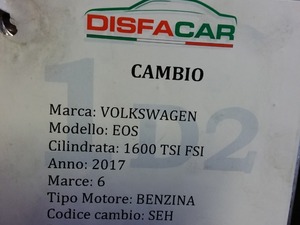 DISFACAR
CAMBIO
1D2
Marca: VOLKSWAGEN
Modello: EOS
Cilindrata: 1600 TSI FSI
Anno: 2017
Marce: 6
Tipo Motore: BENZINA
Codice cambio: SEH